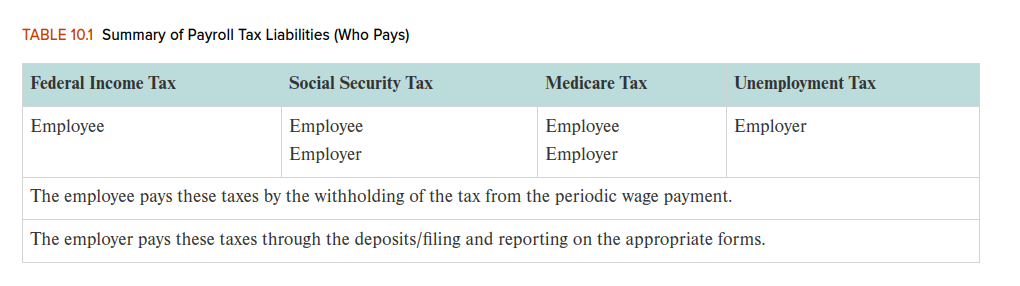 TABLE 10.1 Summary of Payroll Tax Liabilities (Who Pays)
Federal Income Tax Social Security Tax Medicare Tax Unemployment Tax
Employee Employee Employee Employer
Employer Employer
The employee pays these taxes by the withholding of the tax from the periodic wage payment.
The employer pays these taxes through the deposits/filing and reporting on the appropriate forms.